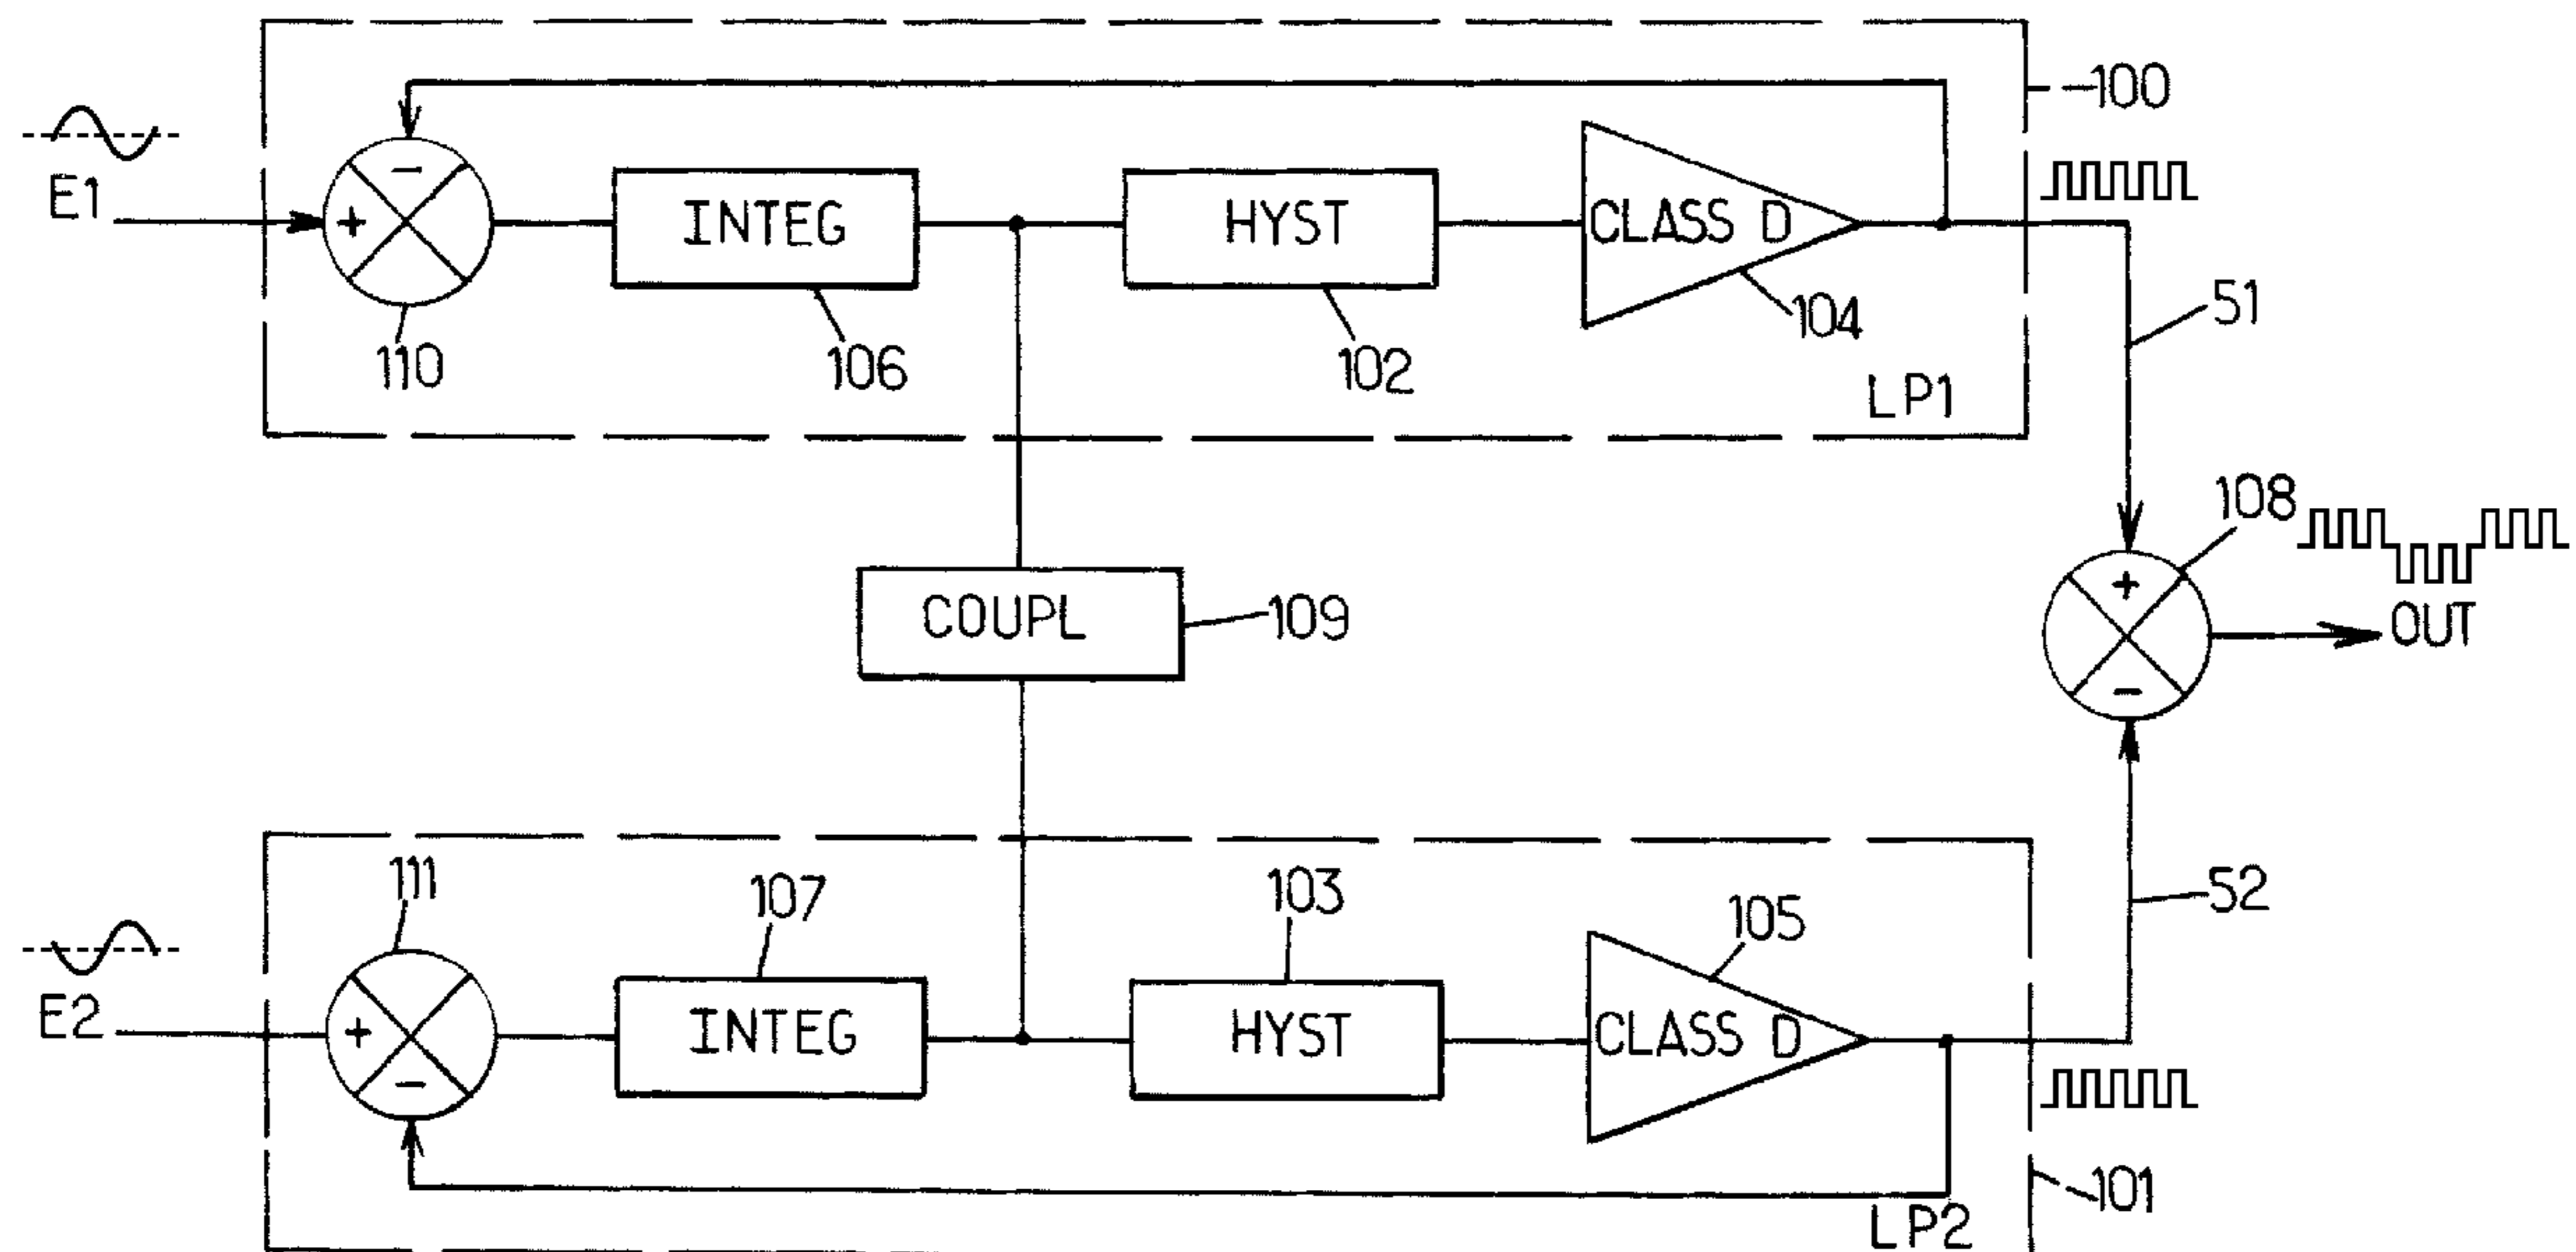 100
E1
+
−
INTEG
HYST
CLASS D
110
106
102
104
51
LP1
108
+
−
OUT
COUPL
109
111
107
103
105
52
E2
+
−
INTEG
HYST
CLASS D
101
LP2